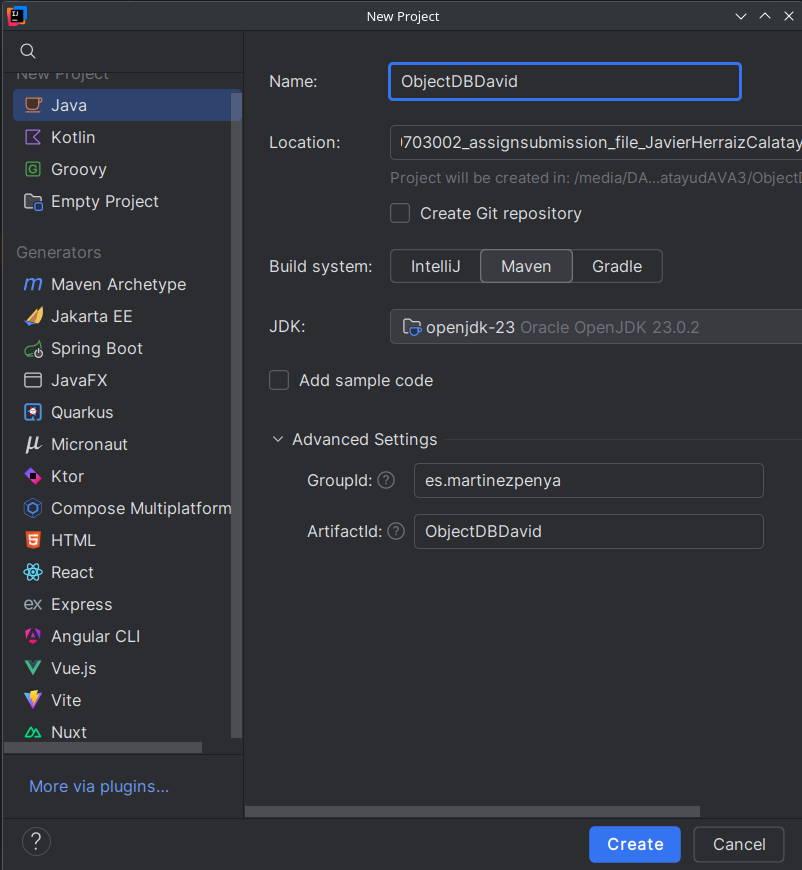 New Project
New Project
Java
Kotlin
Groovy
Empty Project
Generators
Maven Archetype
Jakarta EE
Spring Boot
JavaFX
Quarkus
Micronaut
Ktor
Compose Multiplatform
HTML
React
Express
Angular CLI
Vue.js
Vite
Nuxt
More via plugins...
Name: ObjectDBDavid
Location: 0703002_assignsubmission_file_JavierHerraizCalatay
Project will be created in: /media/DA...atayudAVA3/ObjectD
Create Git repository
Build system: IntelliJ Maven Gradle
JDK: openjdk-23 Oracle OpenJDK 23.0.2
Add sample code
Advanced Settings
GroupId: ? es.martinezpenya
ArtifactId: ? ObjectDBDavid
? Create Cancel